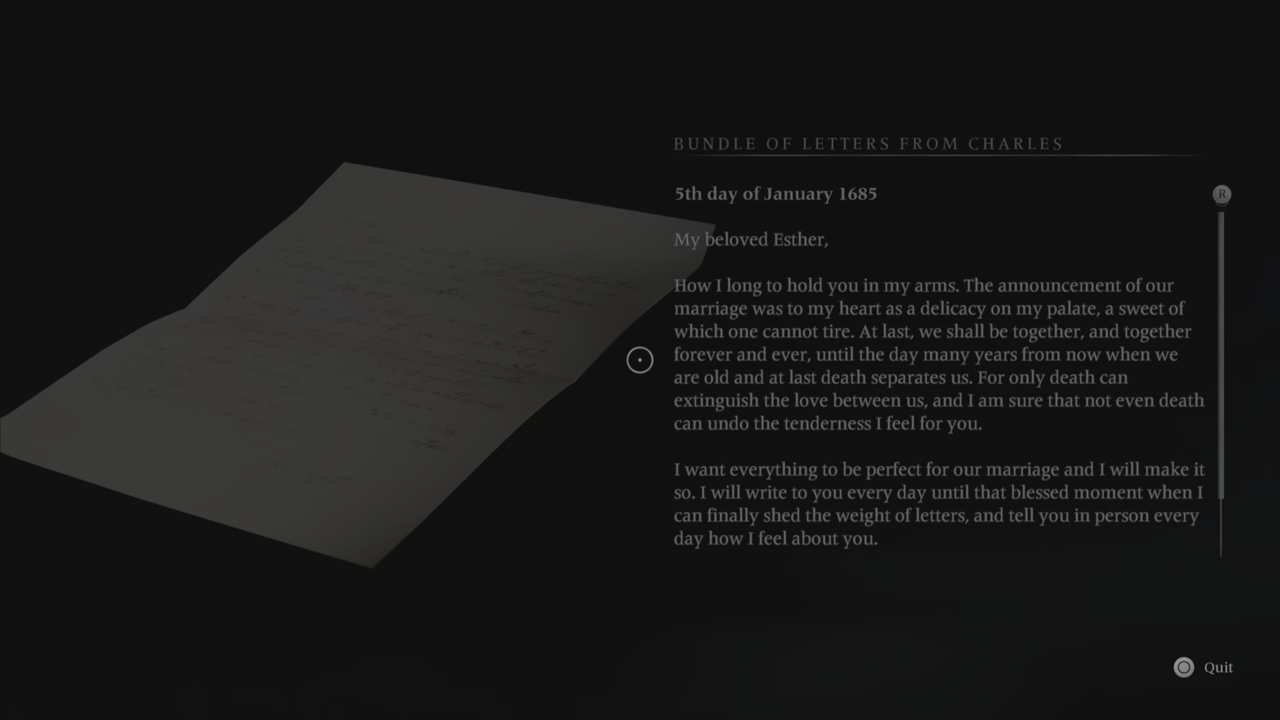 BUNDLE OF LETTERS FROM CHARLES
5th day of January 1685
R
My beloved Esther,
How I long to hold you in my arms. The announcement of our
marriage was to my heart as a delicacy on my palate, a sweet of
which one cannot tire. At last, we shall be together, and together
forever and ever, until the day many years from now when we
are old and at last death separates us. For only death can
extinguish the love between us, and I am sure that not even death
can undo the tenderness I feel for you.
I want everything to be perfect for our marriage and I will make it
so. I will write to you every day until that blessed moment when I
can finally shed the weight of letters, and tell you in person every
day how I feel about you.
Quit